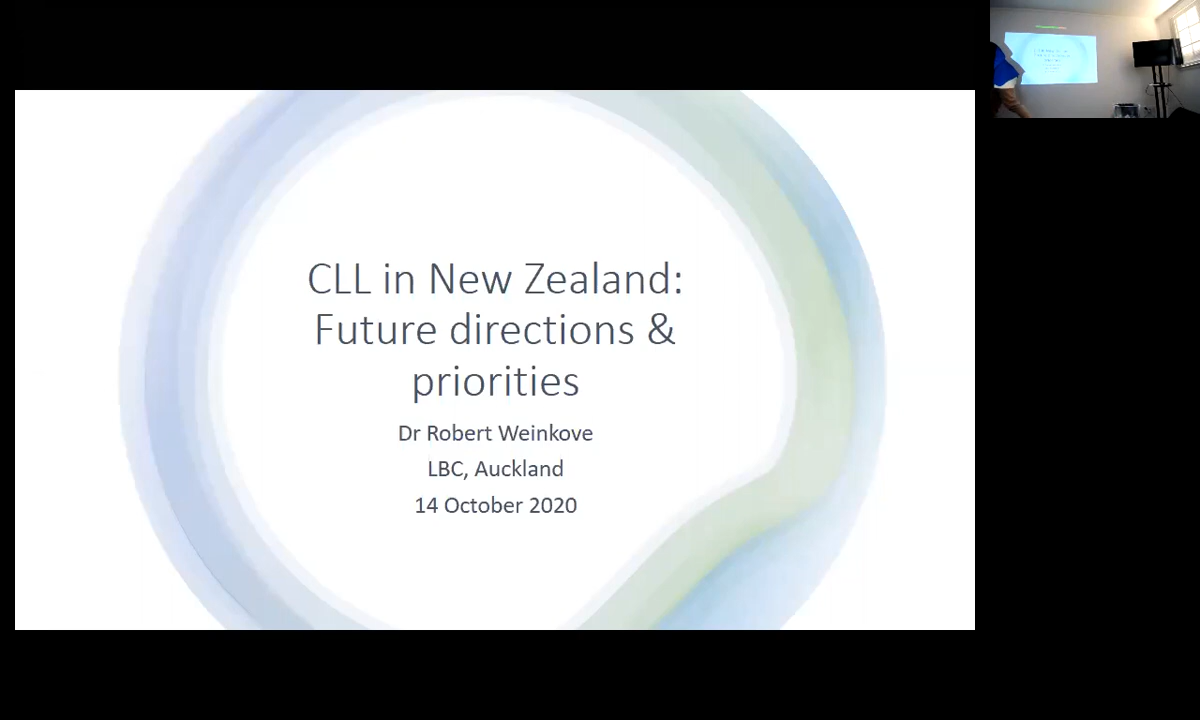 CLL in New Zealand:
Future directions &
priorities
Dr Robert Weinkove
LBC, Auckland
14 October 2020